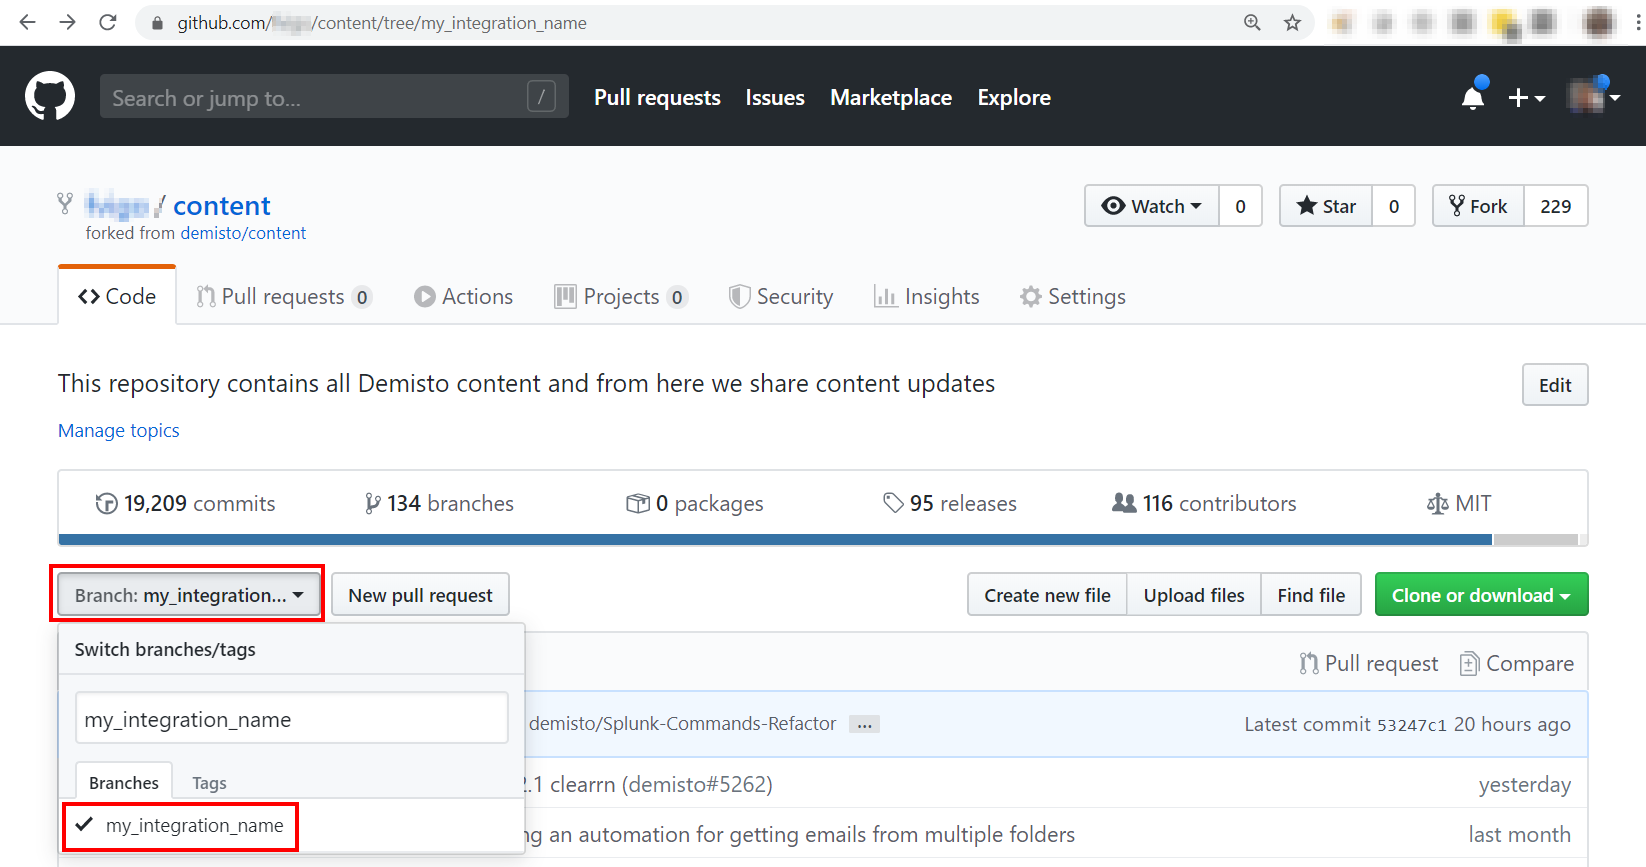 github.com/ /content/tree/my_integration_name
Search or jump to... /
Pull requests Issues Marketplace Explore
/ content
Watch 0 Star 0 Fork 229
forked from demisto/content
Code Pull requests 0 Actions Projects 0 Security Insights Settings
This repository contains all Demisto content and from here we share content updates
Edit
Manage topics
19,209 commits 134 branches 0 packages 95 releases 116 contributors MIT
Branch: my_integration... New pull request Create new file Upload files Find file Clone or download
Switch branches/tags
Pull request Compare
my_integration_name
demisto/Splunk-Commands-Refactor ... Latest commit 53247c1 20 hours ago
Branches Tags
.1 clearrn (demisto#5262) yesterday
my_integration_name
ng an automation for getting emails from multiple folders last month